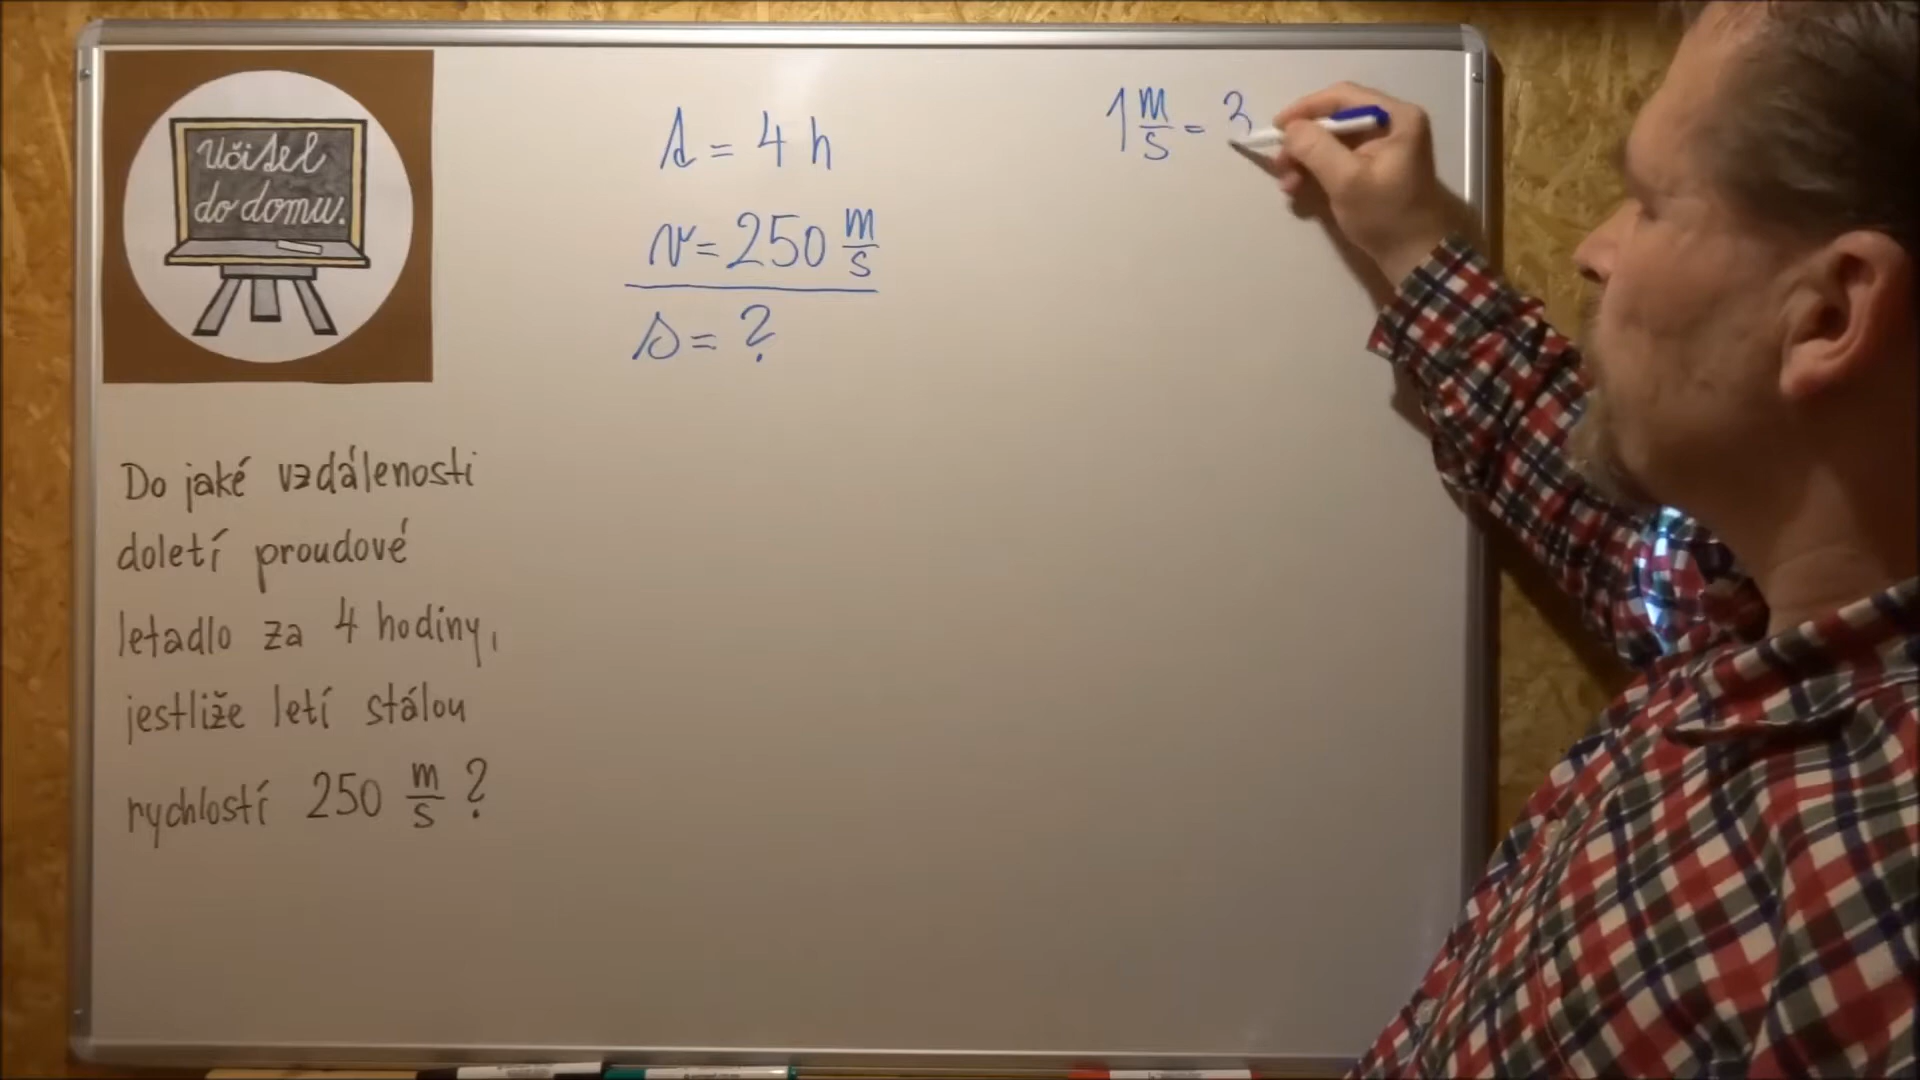 Učitel
do domu.
t = 4 h
v = 250 m/s
s = ?
1 m/s = 3
Do jaké vzdálenosti
doletí proudové
letadlo za 4 hodiny,
jestliže letí stálou
rychlostí 250 m/s ?